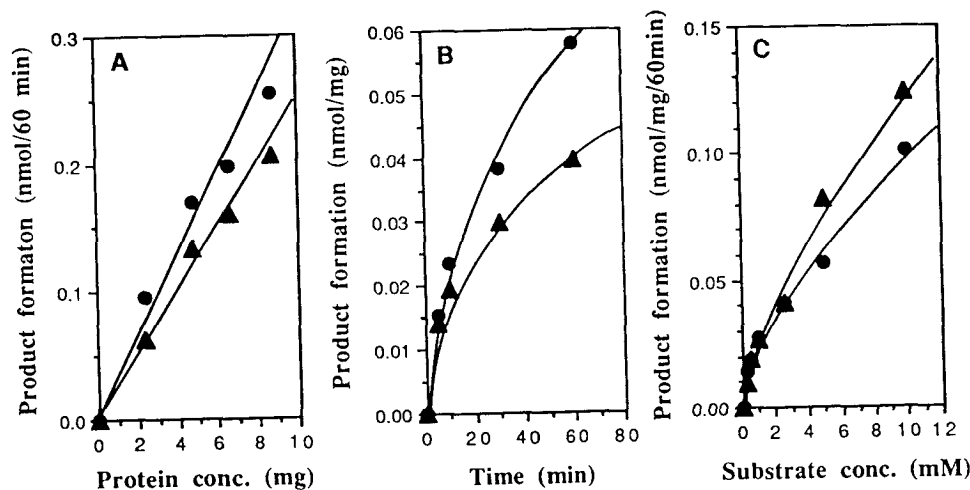 A
Product formaton (nmol/60 min)
0.3
0.2
0.1
0.0
0 2 4 6 8 10
Protein conc. (mg)
B
Product formation (nmol/mg)
0.06
0.05
0.04
0.03
0.02
0.01
0.00
0 20 40 60 80
Time (min)
C
Product formation (nmol/mg/60min)
0.15
0.10
0.05
0.00
0 2 4 6 8 10 12
Substrate conc. (mM)